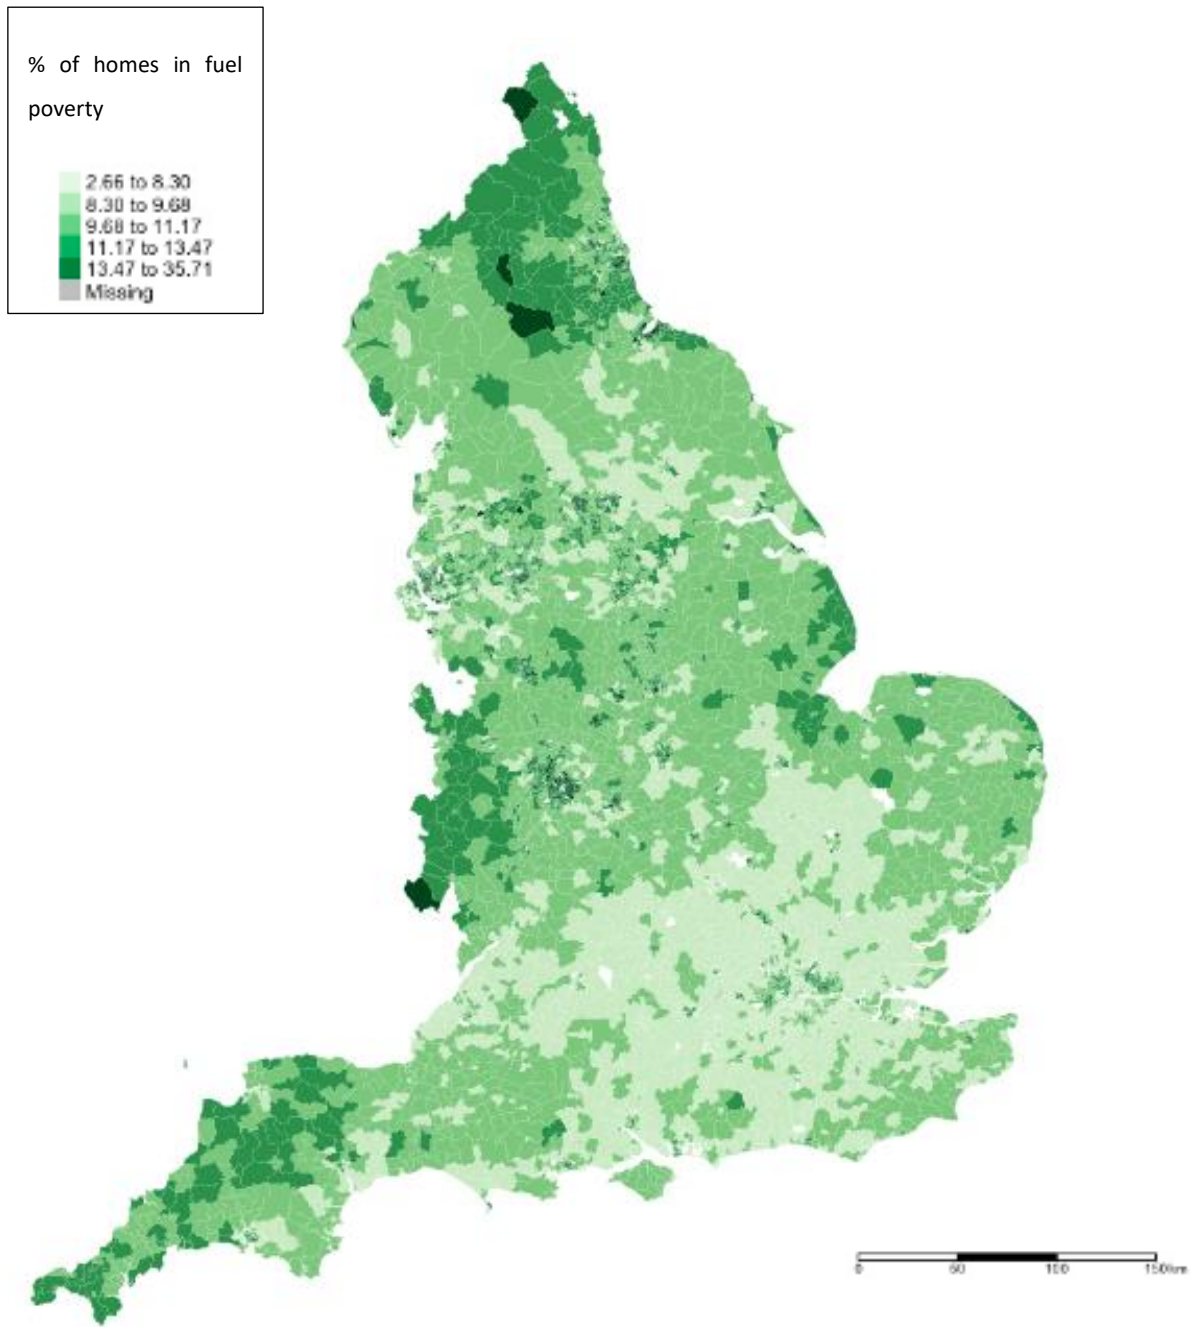 % of homes in fuel
poverty
2.66 to 8.30
8.30 to 9.68
9.68 to 11.17
11.17 to 13.47
13.47 to 35.71
Missing
0 50 100 150km